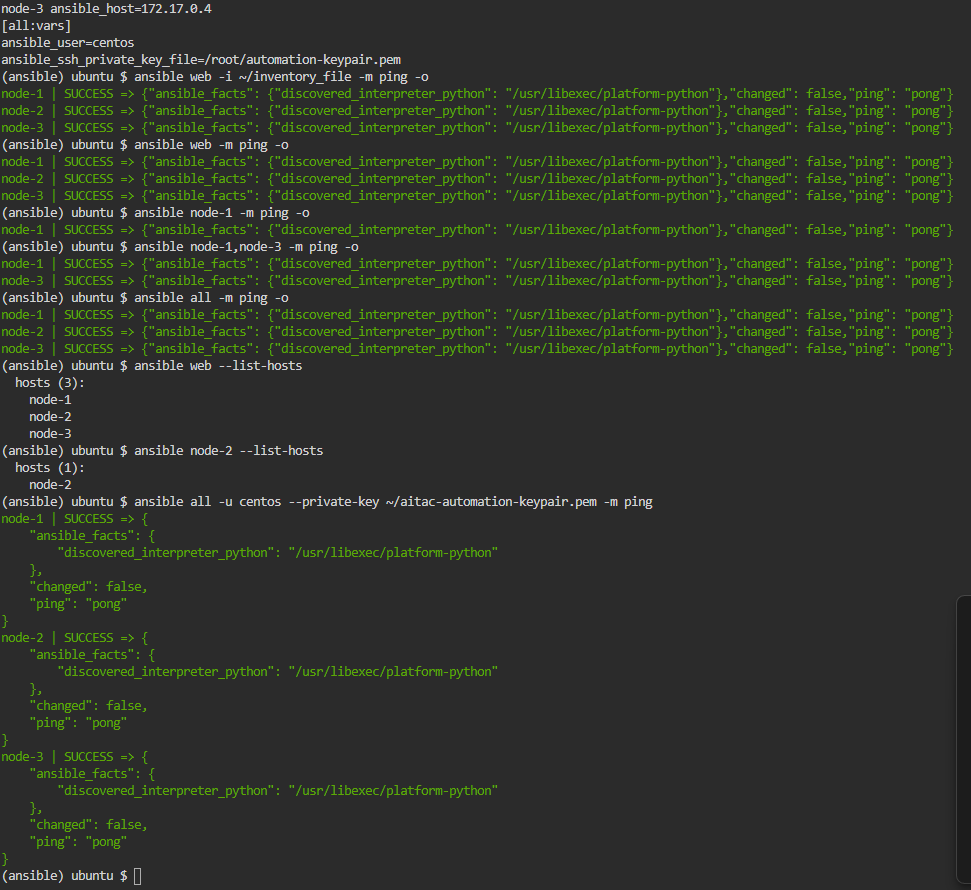 node-3 ansible_host=172.17.0.4
[all:vars]
ansible_user=centos
ansible_ssh_private_key_file=/root/automation-keypair.pem
(ansible) ubuntu $ ansible web -i ~/inventory_file -m ping -o
node-1 | SUCCESS => {"ansible_facts": {"discovered_interpreter_python": "/usr/libexec/platform-python"},"changed": false,"ping": "pong"}
node-2 | SUCCESS => {"ansible_facts": {"discovered_interpreter_python": "/usr/libexec/platform-python"},"changed": false,"ping": "pong"}
node-3 | SUCCESS => {"ansible_facts": {"discovered_interpreter_python": "/usr/libexec/platform-python"},"changed": false,"ping": "pong"}
(ansible) ubuntu $ ansible web -m ping -o
node-1 | SUCCESS => {"ansible_facts": {"discovered_interpreter_python": "/usr/libexec/platform-python"},"changed": false,"ping": "pong"}
node-2 | SUCCESS => {"ansible_facts": {"discovered_interpreter_python": "/usr/libexec/platform-python"},"changed": false,"ping": "pong"}
node-3 | SUCCESS => {"ansible_facts": {"discovered_interpreter_python": "/usr/libexec/platform-python"},"changed": false,"ping": "pong"}
(ansible) ubuntu $ ansible node-1 -m ping -o
node-1 | SUCCESS => {"ansible_facts": {"discovered_interpreter_python": "/usr/libexec/platform-python"},"changed": false,"ping": "pong"}
(ansible) ubuntu $ ansible node-1,node-3 -m ping -o
node-1 | SUCCESS => {"ansible_facts": {"discovered_interpreter_python": "/usr/libexec/platform-python"},"changed": false,"ping": "pong"}
node-3 | SUCCESS => {"ansible_facts": {"discovered_interpreter_python": "/usr/libexec/platform-python"},"changed": false,"ping": "pong"}
(ansible) ubuntu $ ansible all -m ping -o
node-1 | SUCCESS => {"ansible_facts": {"discovered_interpreter_python": "/usr/libexec/platform-python"},"changed": false,"ping": "pong"}
node-2 | SUCCESS => {"ansible_facts": {"discovered_interpreter_python": "/usr/libexec/platform-python"},"changed": false,"ping": "pong"}
node-3 | SUCCESS => {"ansible_facts": {"discovered_interpreter_python": "/usr/libexec/platform-python"},"changed": false,"ping": "pong"}
(ansible) ubuntu $ ansible web --list-hosts
  hosts (3):
    node-1
    node-2
    node-3
(ansible) ubuntu $ ansible node-2 --list-hosts
  hosts (1):
    node-2
(ansible) ubuntu $ ansible all -u centos --private-key ~/aitac-automation-keypair.pem -m ping
node-1 | SUCCESS => {
    "ansible_facts": {
        "discovered_interpreter_python": "/usr/libexec/platform-python"
    },
    "changed": false,
    "ping": "pong"
}
node-2 | SUCCESS => {
    "ansible_facts": {
        "discovered_interpreter_python": "/usr/libexec/platform-python"
    },
    "changed": false,
    "ping": "pong"
}
node-3 | SUCCESS => {
    "ansible_facts": {
        "discovered_interpreter_python": "/usr/libexec/platform-python"
    },
    "changed": false,
    "ping": "pong"
}
(ansible) ubuntu $